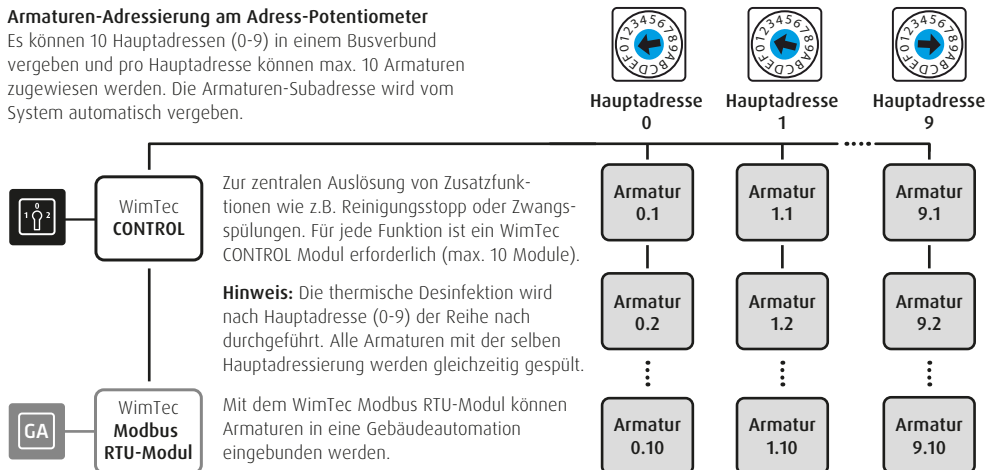 Armaturen-Adressierung am Adress-Potentiometer
Es können 10 Hauptadressen (0-9) in einem Busverbund
vergeben und pro Hauptadresse können max. 10 Armaturen
zugewiesen werden. Die Armaturen-Subadresse wird vom
System automatisch vergeben.
0123456789ABCDEF
0123456789ABCDEF
0123456789ABCDEF
Hauptadresse
0
Hauptadresse
1
Hauptadresse
9
1 0 2
WimTec
CONTROL
Zur zentralen Auslösung von Zusatzfunk-
tionen wie z.B. Reinigungsstopp oder Zwangs-
spülungen. Für jede Funktion ist ein WimTec
CONTROL Modul erforderlich (max. 10 Module).
Hinweis: Die thermische Desinfektion wird
nach Hauptadresse (0-9) der Reihe nach
durchgeführt. Alle Armaturen mit der selben
Hauptadressierung werden gleichzeitig gespült.
GA
WimTec
Modbus
RTU-Modul
Mit dem WimTec Modbus RTU-Modul können
Armaturen in eine Gebäudeautomation
eingebunden werden.
Armatur
0.1
Armatur
1.1
Armatur
9.1
Armatur
0.2
Armatur
1.2
Armatur
9.2
Armatur
0.10
Armatur
1.10
Armatur
9.10